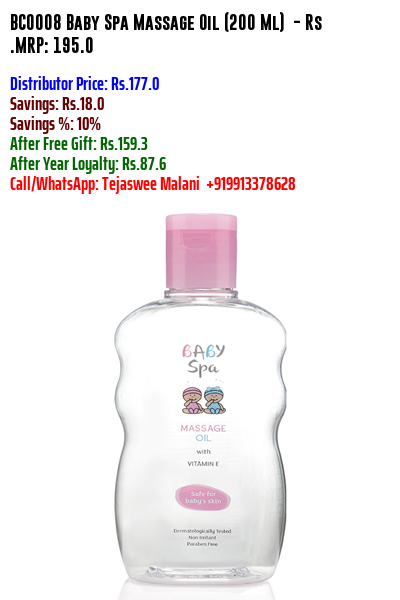 BC0008 Baby Spa Massage Oil (200 Ml) - Rs
.MRP: 195.0
Distributor Price: Rs.177.0
Savings: Rs.18.0
Savings %: 10%
After Free Gift: Rs.159.3
After Year Loyalty: Rs.87.6
Call/WhatsApp: Tejaswee Malani +919913378628
BABY
Spa
MASSAGE
OIL
with
VITAMIN E
Safe for
baby's skin
Dermatologically Tested
Non Irritant
Paraben Free